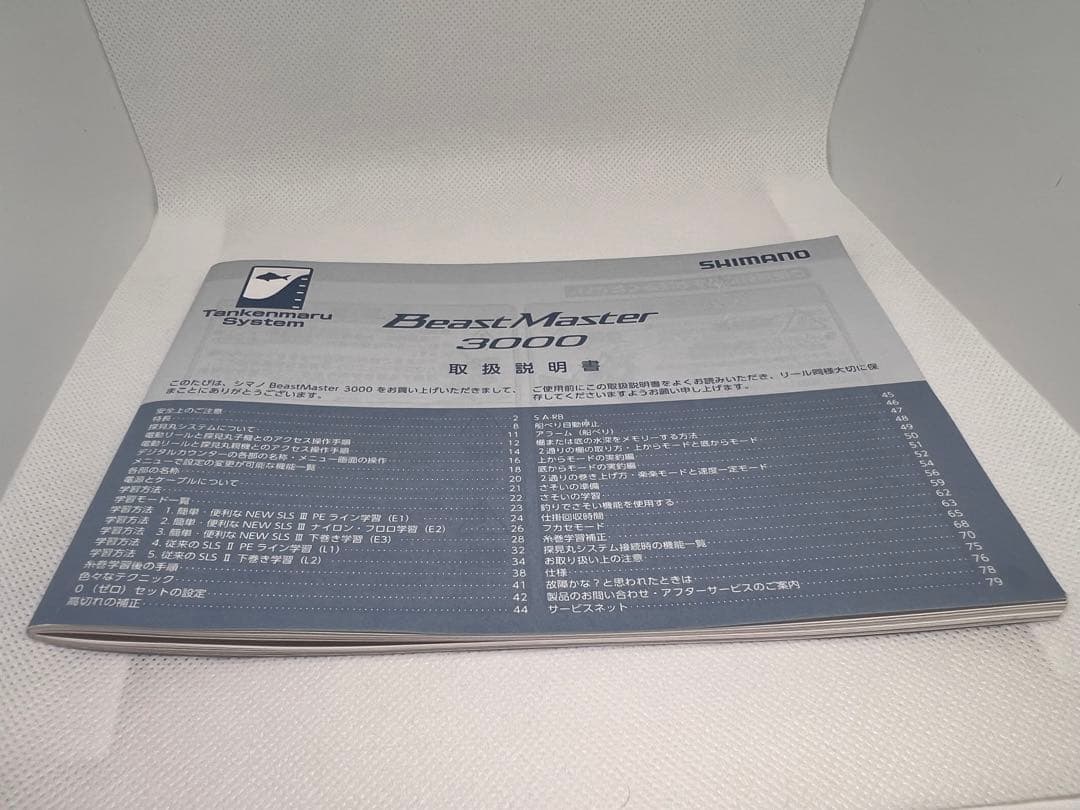 Tankenmaru
System
SHIMANO
BeastMaster
3000
取扱説明書
このたびは、シマノ BeastMaster 3000 をお買い上げいただきまして、
まことにありがとうございます。
ご使用前にこの取扱説明書をよくお読みいただき、リール同様大切に保
存してくださいますようお願い申し上げます。
安全上のご注意 2
特長 8
探見丸システムについて 11
電動リールと探見丸子機とのアクセス操作手順 12
電動リールと探見丸親機とのアクセス操作手順 14
デジタルカウンターの各部の名称・メニュー画面の操作 16
メニューで設定の変更が可能な機能一覧 18
各部の名称 20
電源とケーブルについて 21
学習方法 22
学習モード一覧
学習方法 1. 簡単・便利な NEW SLS Ⅲ PE ライン学習（E1） 24
学習方法 2. 簡単・便利な NEW SLS Ⅲ ナイロン・フロロ学習（E2） 26
学習方法 3. 簡単・便利な NEW SLS Ⅲ 下巻き学習（E3） 28
学習方法 4. 従来の SLS Ⅱ PE ライン学習（L1） 32
学習方法 5. 従来の SLS Ⅱ 下巻き学習（L2） 34
糸巻学習後の手順 38
色々なテクニック 41
0（ゼロ）セットの設定 42
高切れの補正 44
S A-RB 45
船べり自動停止 46
アラーム（船べり） 47
棚または底の水深をメモリーする方法 48
2通りの棚の取り方・上からモードと底からモード 49
上からモードの実釣編 50
底からモードの実釣編 51
2通りの巻き上げ方・楽楽モードと速度一定モード 52
さそいの準備 54
さそいの学習 56
釣りでさそい機能を使用する 59
仕掛回収時間 62
フカセモード 63
糸巻学習補正 65
探見丸システム接続時の機能一覧 68
お取り扱い上の注意 70
仕様 75
故障かな？と思われたときは 76
製品のお問い合わせ・アフターサービスのご案内 78
サービスネット 79